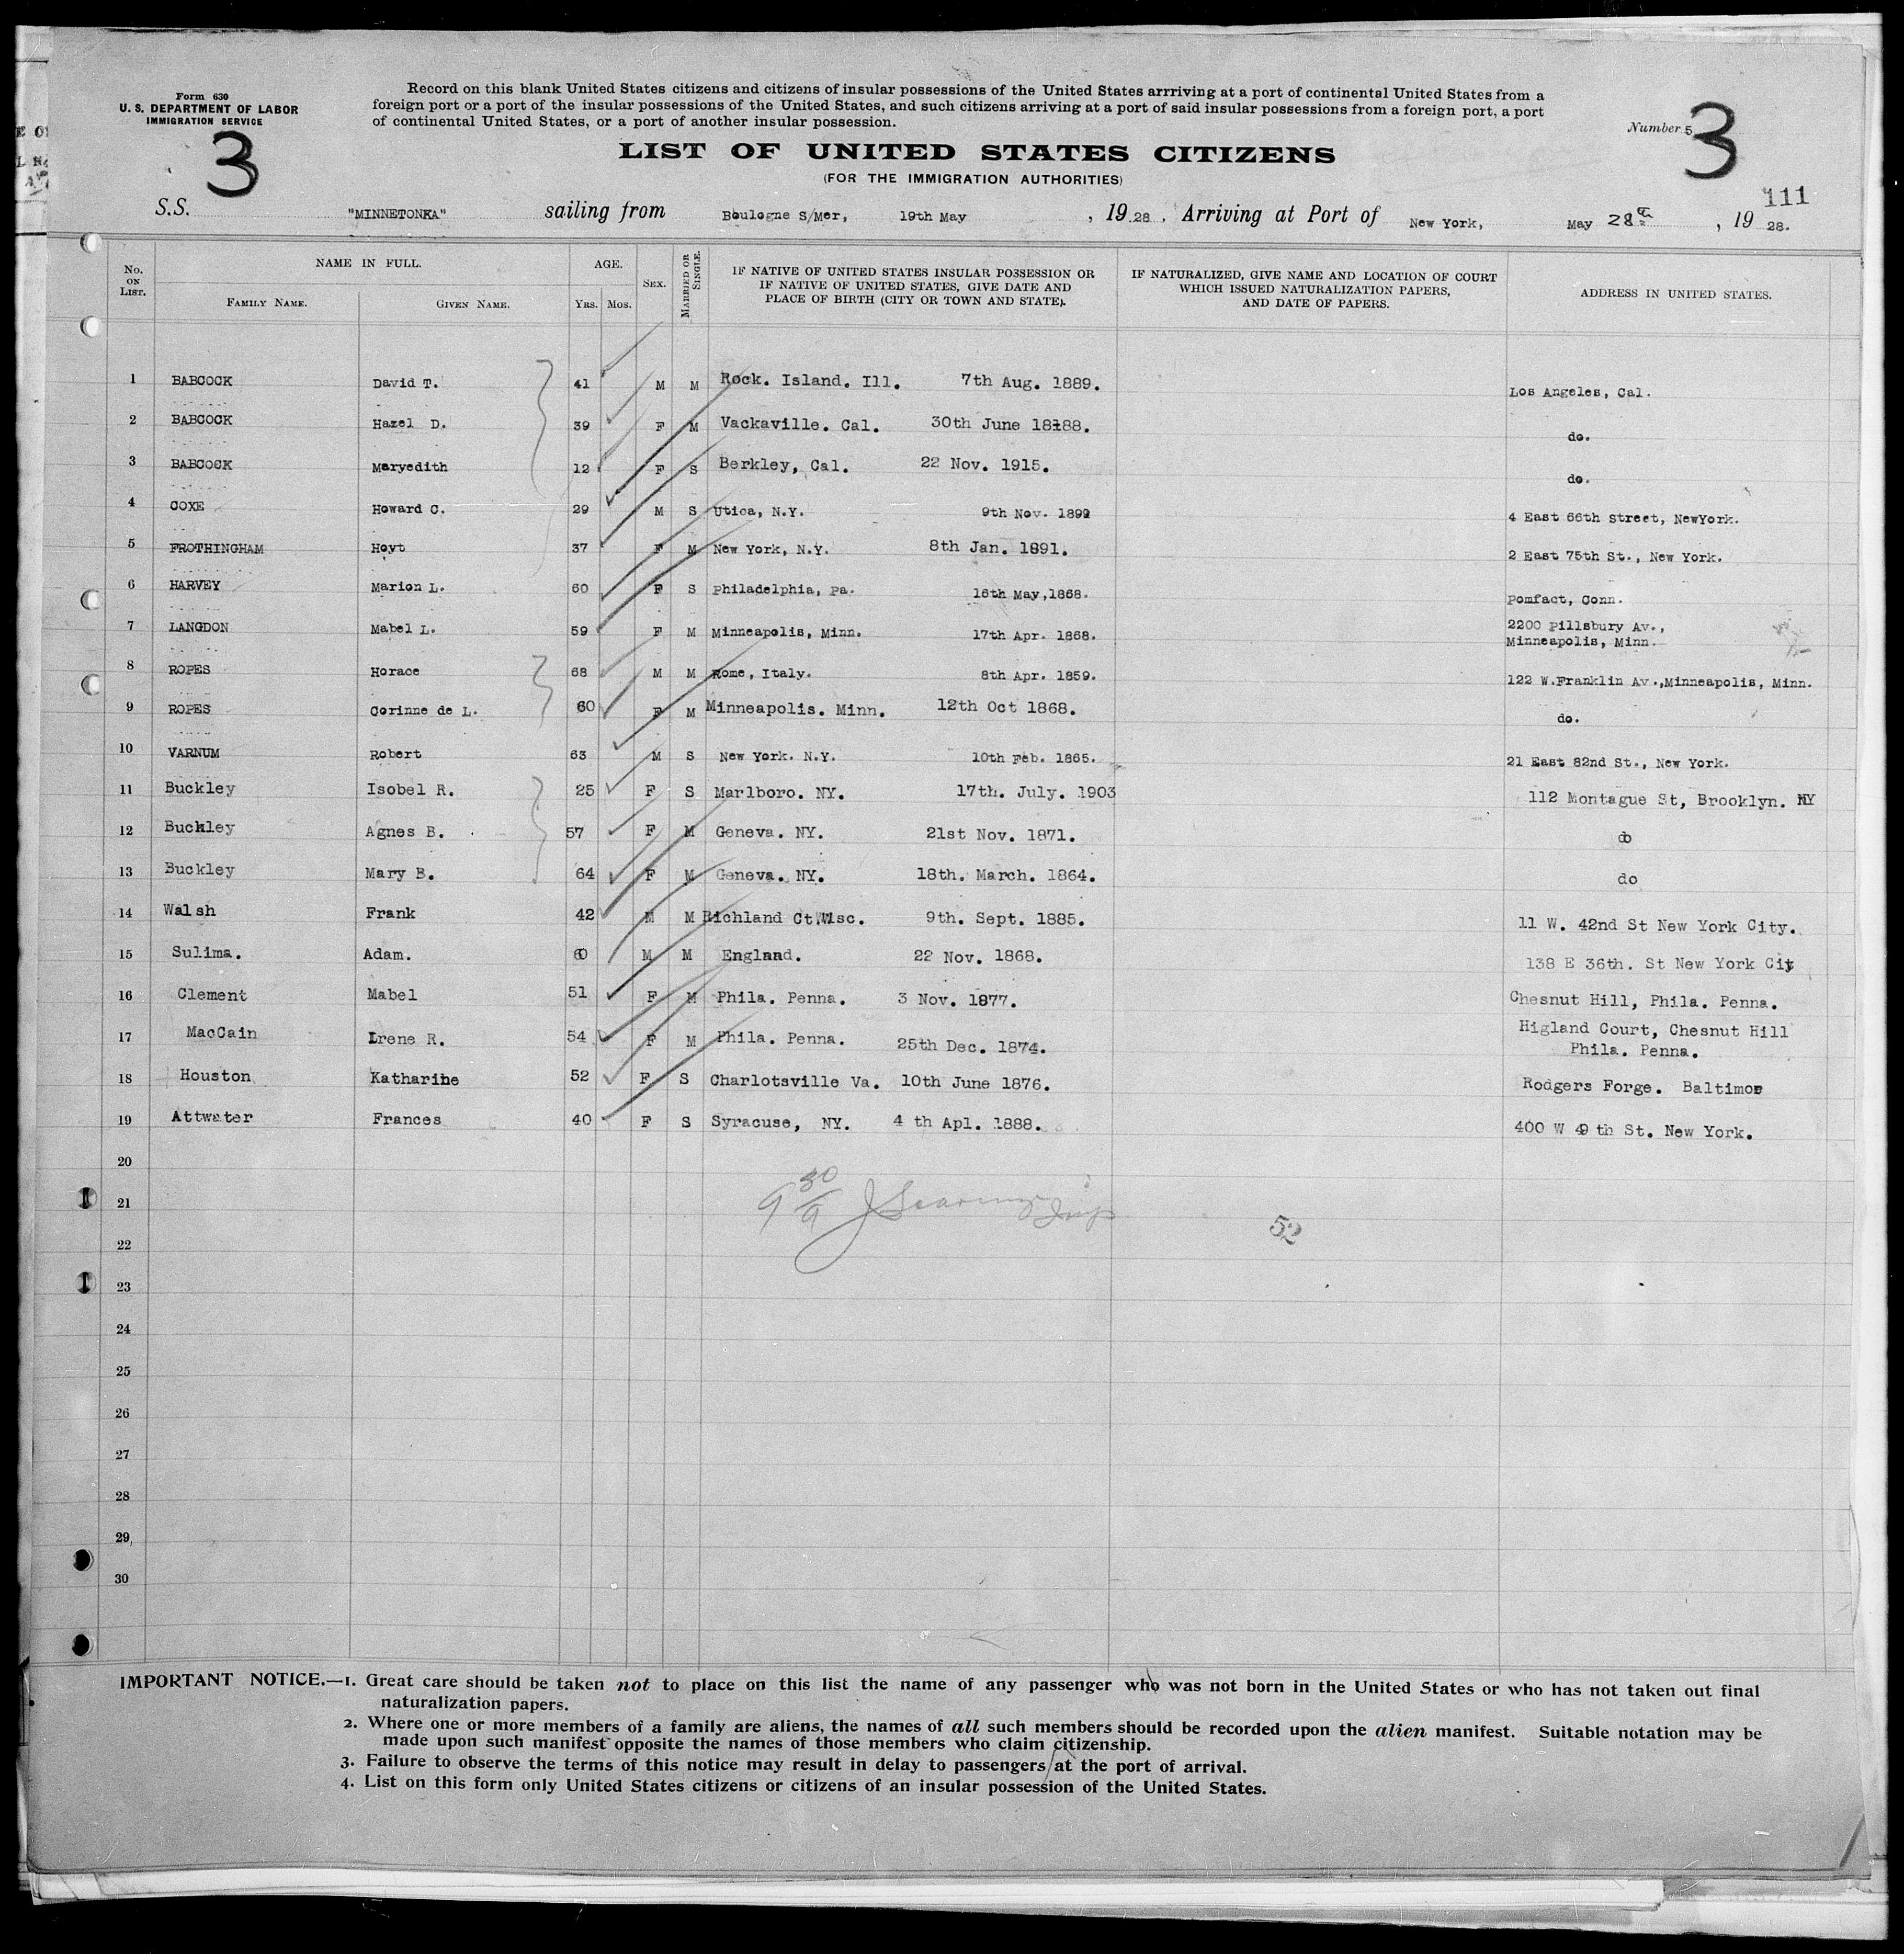 Form 630
U. S. DEPARTMENT OF LABOR
IMMIGRATION SERVICE
3
Record on this blank United States citizens and citizens of insular possessions of the United States arrriving at a port of continental United States from a
foreign port or a port of the insular possessions of the United States, and such citizens arriving at a port of said insular possessions from a foreign port, a port
of continental United States, or a port of another insular possession.
Number 5
3
LIST OF UNITED STATES CITIZENS
(FOR THE IMMIGRATION AUTHORITIES)
111
S.S. "MINNETONKA" sailing from Boulogne S/Mer, 19th May , 19 28 , Arriving at Port of New York, May 28th , 19 28.
No. ON LIST. NAME IN FULL. FAMILY NAME. GIVEN NAME. AGE. YRS. MOS. SEX. MARRIED OR SINGLE. IF NATIVE OF UNITED STATES INSULAR POSSESSION OR IF NATIVE OF UNITED STATES, GIVE DATE AND PLACE OF BIRTH (CITY OR TOWN AND STATE). IF NATURALIZED, GIVE NAME AND LOCATION OF COURT WHICH ISSUED NATURALIZATION PAPERS, AND DATE OF PAPERS. ADDRESS IN UNITED STATES.
1 BABCOCK David T. 41 M M Rock. Island. Ill. 7th Aug. 1889. Los Angeles, Cal.
2 BABCOCK Hazel D. 39 F M Vackaville. Cal. 30th June 18188. do.
3 BABCOCK Maryedith 12 F S Berkley, Cal. 22 Nov. 1915. do.
4 COXE Howard C. 29 M S Utica, N.Y. 9th Nov. 1899 4 East 66th Street, NewYork.
5 FROTHINGHAM Hoyt 37 F M New York, N.Y. 8th Jan. 1891. 2 East 75th St., New York.
6 HARVEY Marion L. 60 F S Philadelphia, Pa. 16th May,1868. Pomfact, Conn.
7 LANGDON Mabel L. 59 F M Minneapolis, Minn. 17th Apr. 1868. 2200 Pillsbury Av.,
Minneapolis, Minn.
8 ROPES Horace 68 M M Rome, Italy. 8th Apr. 1859. 122 W.Franklin Av.,Minneapolis, Minn.
9 ROPES Corinne de L. 60 F M Minneapolis. Minn. 12th Oct 1868. do.
10 VARNUM Robert 63 M S New York. N.Y. 10th Feb. 1865. 21 East 82nd St., New York.
11 Buckley Isobel R. 25 F S Marlboro. NY. 17th. July. 1903 112 Montague St, Brooklyn. NY
12 Buckley Agnes B. 57 F M Geneva. NY. 21st Nov. 1871. do
13 Buckley Mary B. 64 F M Geneva. NY. 18th. March. 1864. do
14 Walsh Frank 42 M M Richland Ct.Wisc. 9th. Sept. 1885. 11 W. 42nd St New York City.
15 Sulima. Adam. 60 M M England. 22 Nov. 1868. 138 E 36th. St New York City
16 Clement Mabel 51 F M Phila. Penna. 3 Nov. 1877. Chesnut Hill, Phila. Penna.
17 MacCain Irene R. 54 F M Phila. Penna. 25th Dec. 1874. Higland Court, Chesnut Hill
Phila. Penna.
18 Houston Katharine 52 F S Charlotsville Va. 10th June 1876. Rodgers Forge. Baltimore
19 Attwater Frances 40 F S Syracuse, NY. 4 th Apl. 1888. 400 W 49 th St. New York.
20
21
22
23
24
25
26
27
28
29
30
52
IMPORTANT NOTICE.—1. Great care should be taken not to place on this list the name of any passenger who was not born in the United States or who has not taken out final
naturalization papers.
2. Where one or more members of a family are aliens, the names of all such members should be recorded upon the alien manifest. Suitable notation may be
made upon such manifest opposite the names of those members who claim citizenship.
3. Failure to observe the terms of this notice may result in delay to passengers at the port of arrival.
4. List on this form only United States citizens or citizens of an insular possession of the United States.